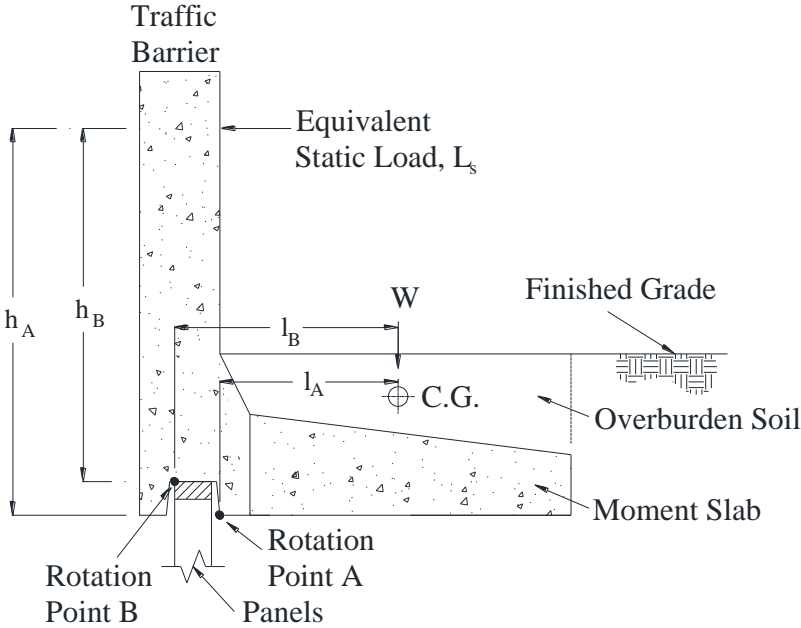 Traffic
Barrier
Equivalent
Static Load, Ls
hA
hB
lB
W
Finished Grade
lA
C.G.
Overburden Soil
Moment Slab
Rotation
Point A
Rotation
Point B
Panels